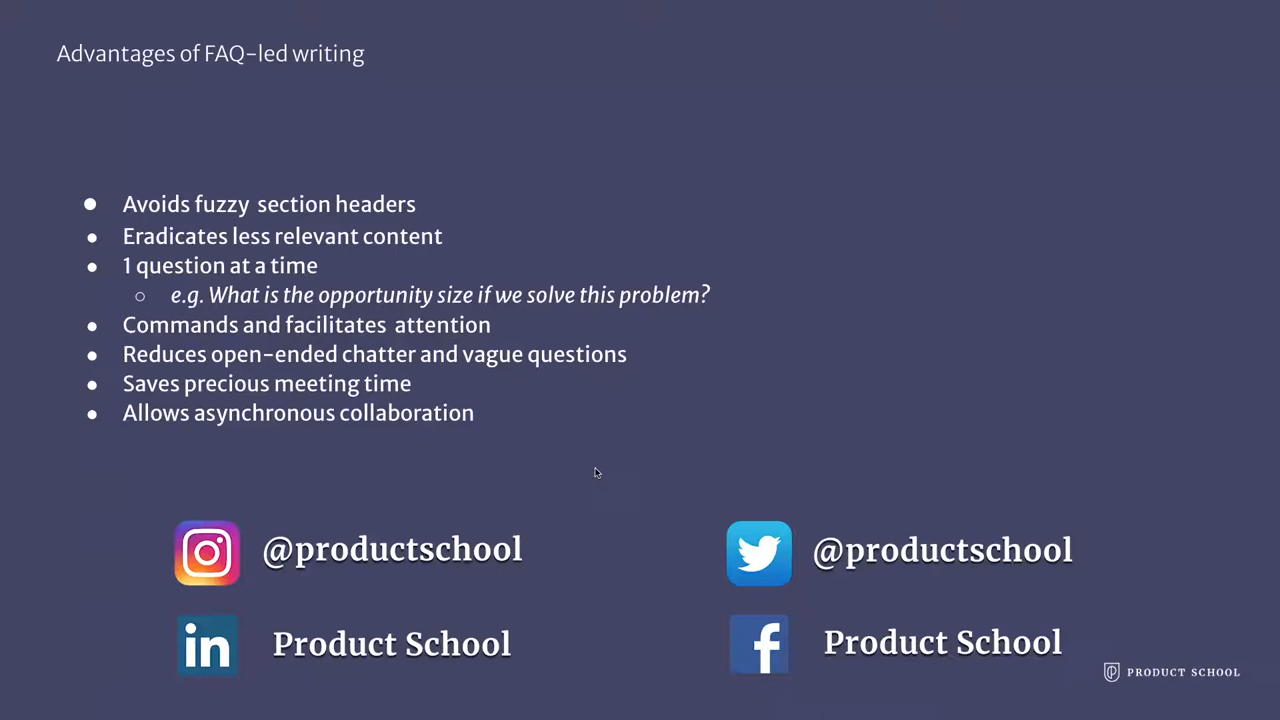 Advantages of FAQ-led writing
● Avoids fuzzy section headers
● Eradicates less relevant content
● 1 question at a time
○ e.g. What is the opportunity size if we solve this problem?
● Commands and facilitates attention
● Reduces open-ended chatter and vague questions
● Saves precious meeting time
● Allows asynchronous collaboration
@productschool
@productschool
in Product School
f Product School
PRODUCT SCHOOL